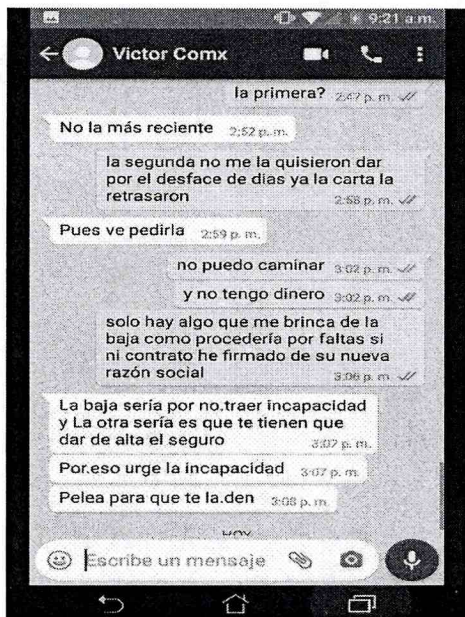 9:21 a.m.
Victor Comx
la primera? 2:47 p. m.
No la más reciente 2:52 p. m.
la segunda no me la quisieron dar
por el desface de dias ya la carta la
retrasaron
2:58 p. m.
Pues ve pedirla 2:59 p. m.
no puedo caminar 3:02 p. m.
y no tengo dinero 3:02 p. m.
solo hay algo que me brinca de la
baja como procedería por faltas si
ni contrato he firmado de su nueva
razón social
3:06 p. m.
La baja sería por no.traer incapacidad
y La otra sería es que te tienen que
dar de alta el seguro
3:07 p. m.
Por.eso urge la incapacidad 3:07 p. m.
Pelea para que te la.den 3:08 p. m.
HOY
Escribe un mensaje